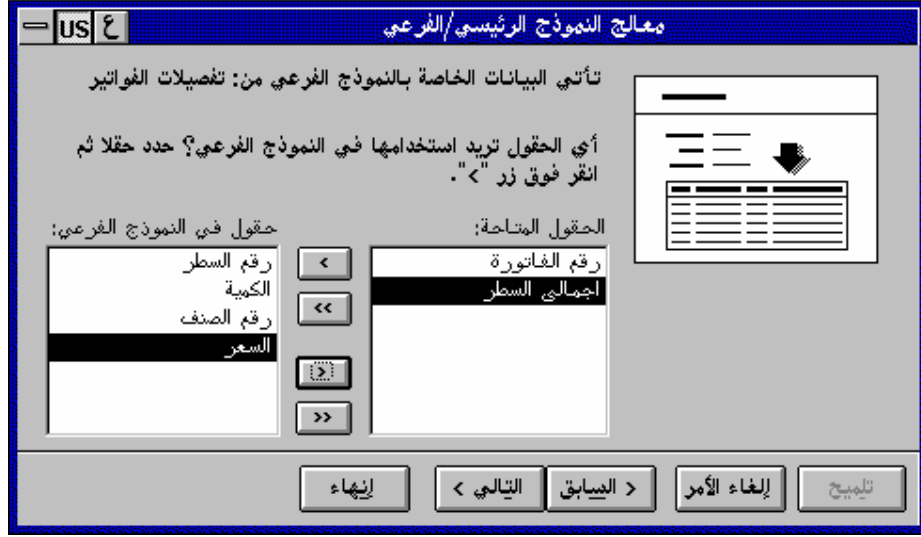 معالج النموذج الرئيسي/الفرعي
ع
US
تأتي البيانات الخاصة بالنموذج الفرعي من: تفصيلات الفواتير
أي الحقول تريد استخدامها في النموذج الفرعي؟ حدد حقلا ثم
انقر فوق زر "<".
الحقول المتاحة:
رقم الفاتورة
اجمالى السطر
<
<<
>
>>
حقول في النموذج الفرعي:
رقم السطر
الكمية
رقم الصنف
السعر
تلميح
إلغاء الأمر
< السابق
التالي >
إنهاء